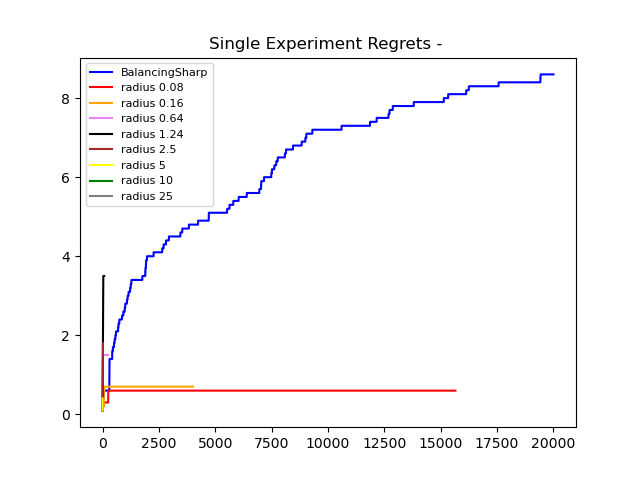 Single Experiment Regrets -
BalancingSharp
radius 0.08
radius 0.16
radius 0.64
radius 1.24
radius 2.5
radius 5
radius 10
radius 25
8
6
4
2
0
0 2500 5000 7500 10000 12500 15000 17500 20000